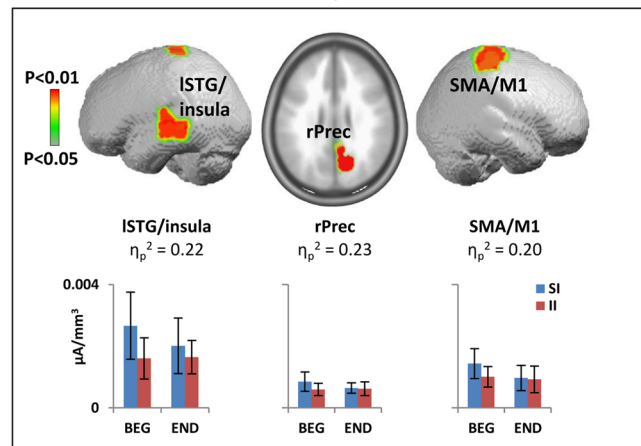 P<0.01
P<0.05
lSTG/
insula
rPrec
SMA/M1
lSTG/insula
ηp² = 0.22
rPrec
ηp² = 0.23
SMA/M1
ηp² = 0.20
0.004
μA/mm³
0
BEG END
BEG END
BEG END
SI
II